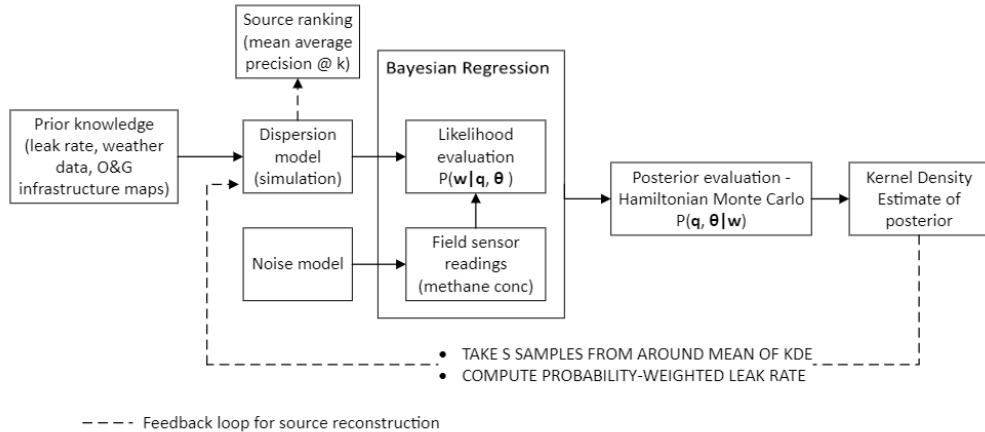 Source ranking
(mean average
precision @ k)
Bayesian Regression
Prior knowledge
(leak rate, weather
data, O&G
infrastructure maps)
Dispersion
model
(simulation)
Likelihood
evaluation
P(w|q, θ )
Posterior evaluation -
Hamiltonian Monte Carlo
P(q, θ|w)
Kernel Density
Estimate of
posterior
Noise model
Field sensor
readings
(methane conc)
• TAKE S SAMPLES FROM AROUND MEAN OF KDE
• COMPUTE PROBABILITY-WEIGHTED LEAK RATE
Feedback loop for source reconstruction